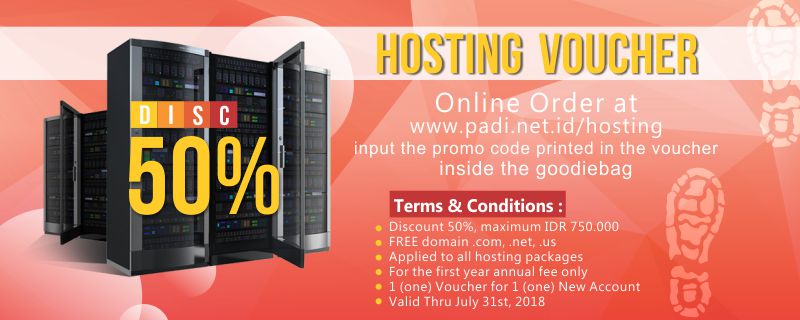 HOSTING VOUCHER
DISC
50%
Online Order at
www.padi.net.id/hosting
input the promo code printed in the voucher
inside the goodiebag
Terms & Conditions :
Discount 50%, maximum IDR 750.000
FREE domain .com, .net, .us
Applied to all hosting packages
For the first year annual fee only
1 (one) Voucher for 1 (one) New Account
Valid Thru July 31st, 2018